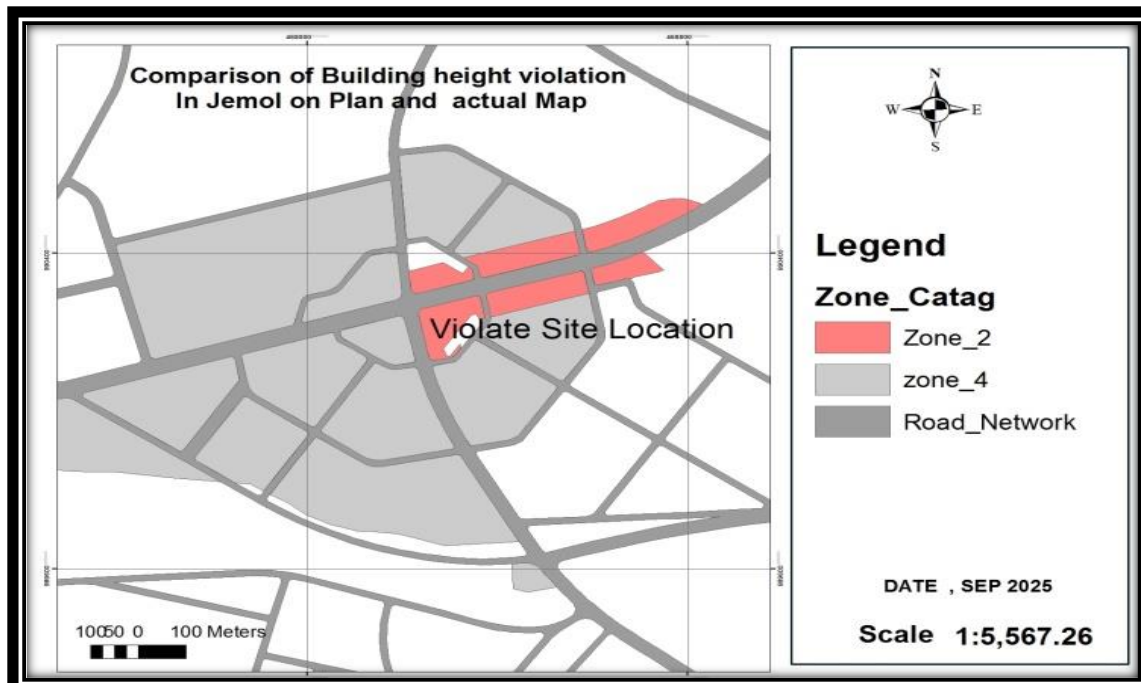 Comparison of Building height violation
In Jemol on Plan and actual Map
Violate Site Location
10050 0 100 Meters
N
W E
S
Legend
Zone_Catag
Zone_2
zone_4
Road_Network
DATE , SEP 2025
Scale 1:5,567.26